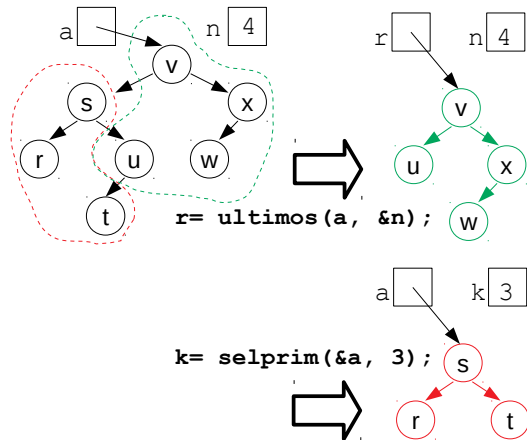 a n 4
v
s x
r u w
t
r n 4
v
u x
w
r= ultimos(a, &n);
a k 3
k= selprim(&a, 3);
s
r t